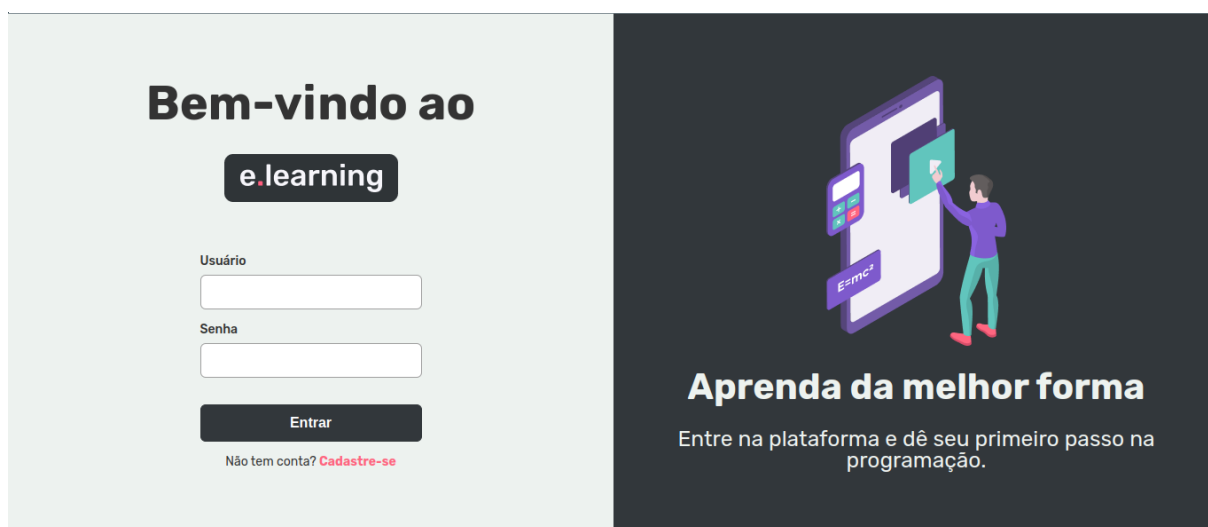 Bem-vindo ao
e.learning
Usuário
Senha
Entrar
Não tem conta? Cadastre-se
E=mc²
Aprenda da melhor forma
Entre na plataforma e dê seu primeiro passo na
programação.